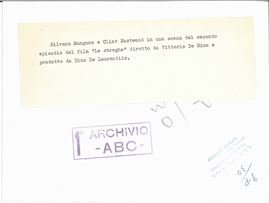 Silvana Mangano e Clint Eastwood in una scena del secondo
episodio del film "Le streghe" diretto da Vittorio De Sica e
prodotto da Dino De Laurentiis.
1° ARCHIVIO
-ABC-